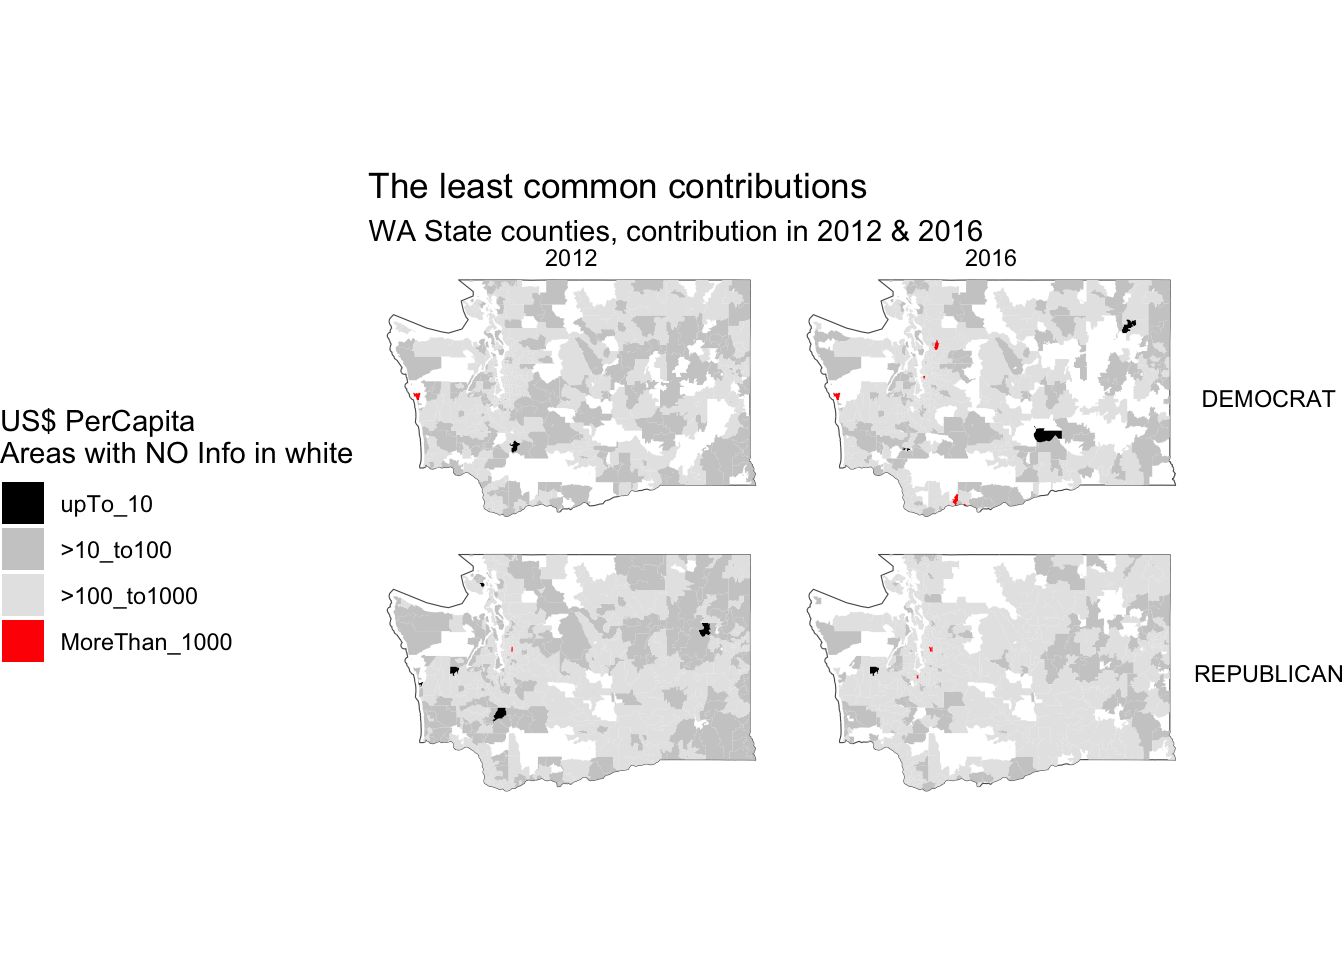 The least common contributions
WA State counties, contribution in 2012 & 2016
2012
2016
DEMOCRAT
REPUBLICAN
US$ PerCapita
Areas with NO Info in white
upTo_10
>10_to100
>100_to1000
MoreThan_1000